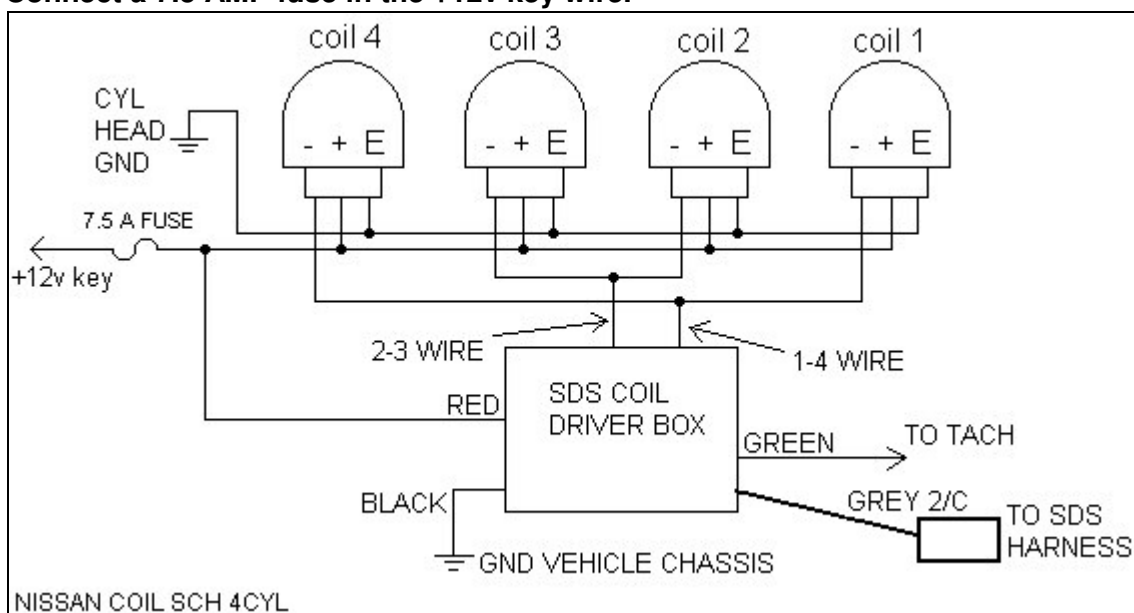 Connect a 7.5 AMP fuse in the +12v key wire.
coil 4
coil 3
coil 2
coil 1
CYL
HEAD
GND
- + E
- + E
- + E
- + E
7.5 A FUSE
+12v key
2-3 WIRE
1-4 WIRE
RED
SDS COIL
DRIVER BOX
GREEN
TO TACH
BLACK
GREY 2/C
TO SDS
HARNESS
GND VEHICLE CHASSIS
NISSAN COIL SCH 4CYL